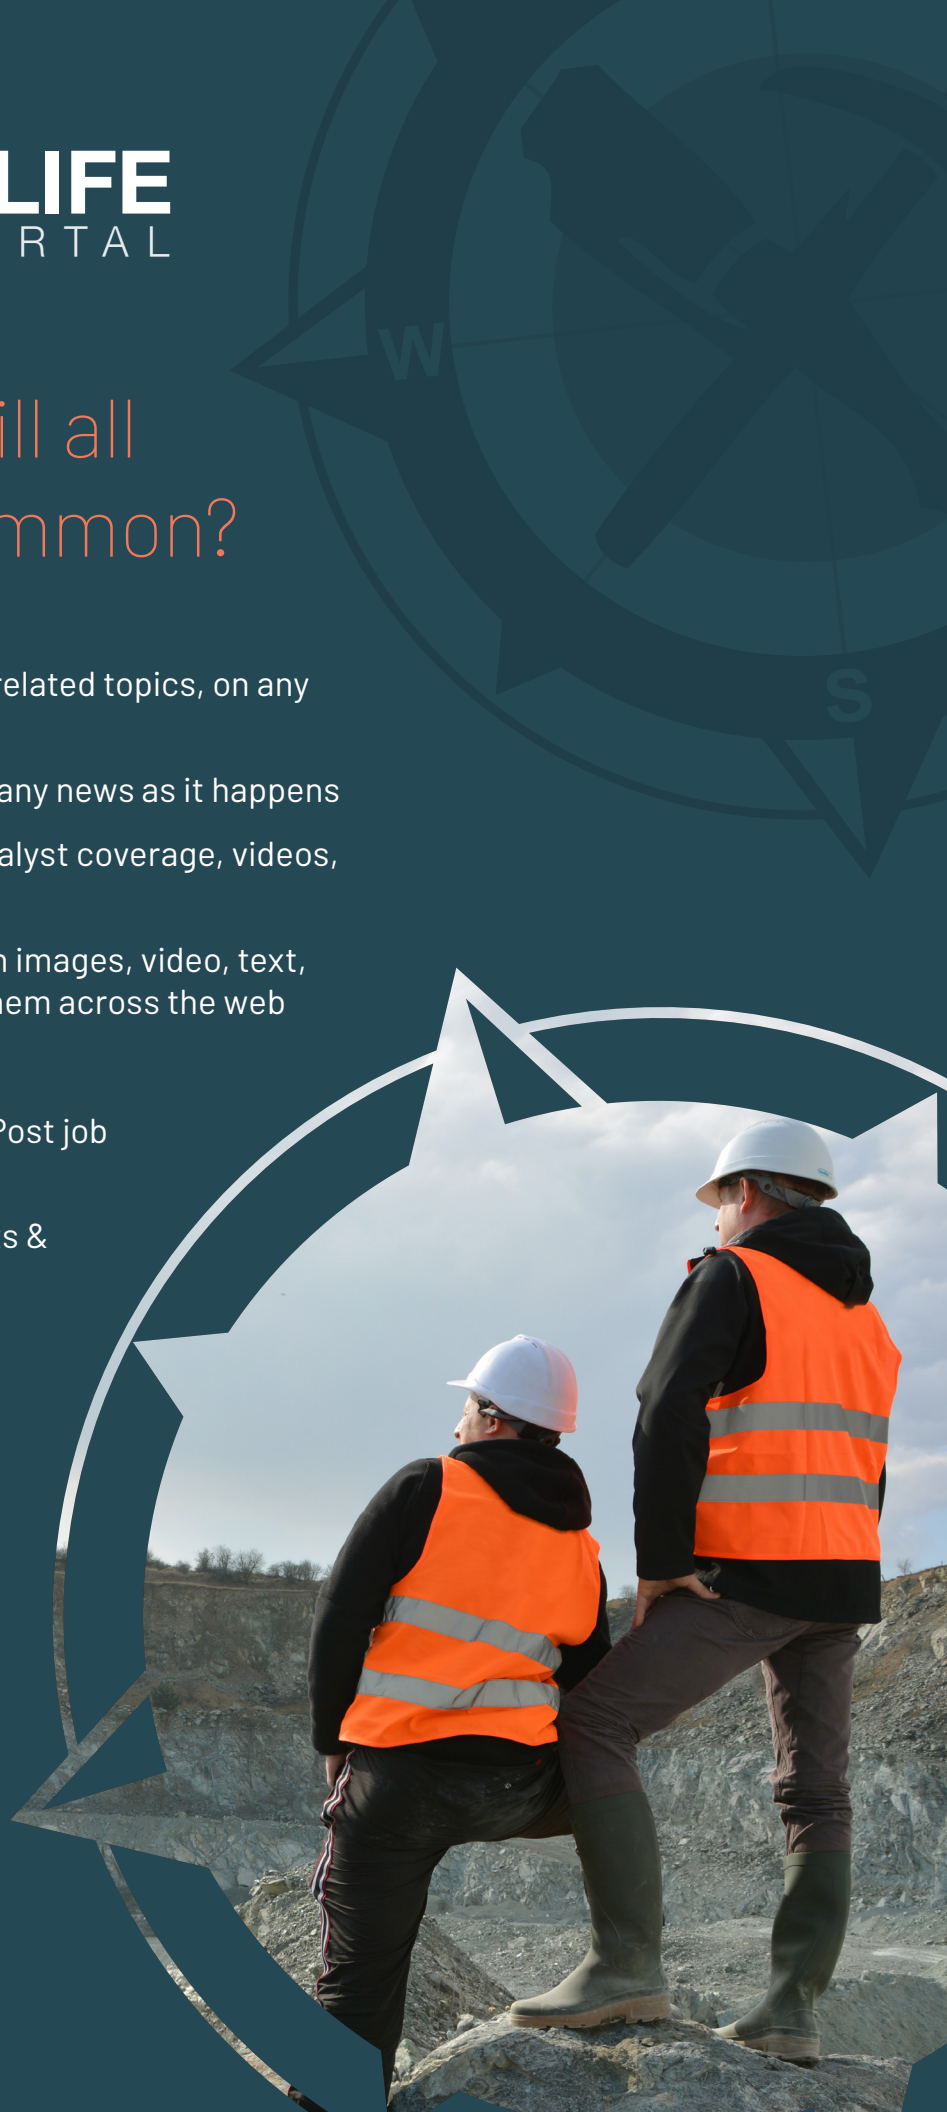 LIFE
RTAL
ill all
mmon?
W
related topics, on any
S
any news as it happens
alyst coverage, videos,
n images, video, text,
hem across the web
Post job
s &